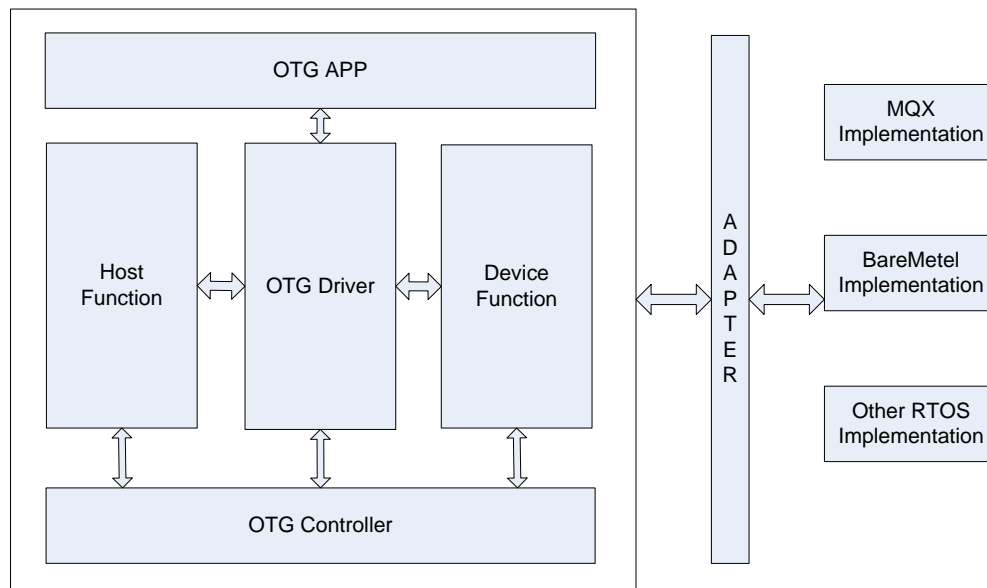 OTG APP
Host
Function
OTG Driver
Device
Function
OTG Controller
A
D
A
P
T
E
R
MQX
Implementation
BareMetel
Implementation
Other RTOS
Implementation